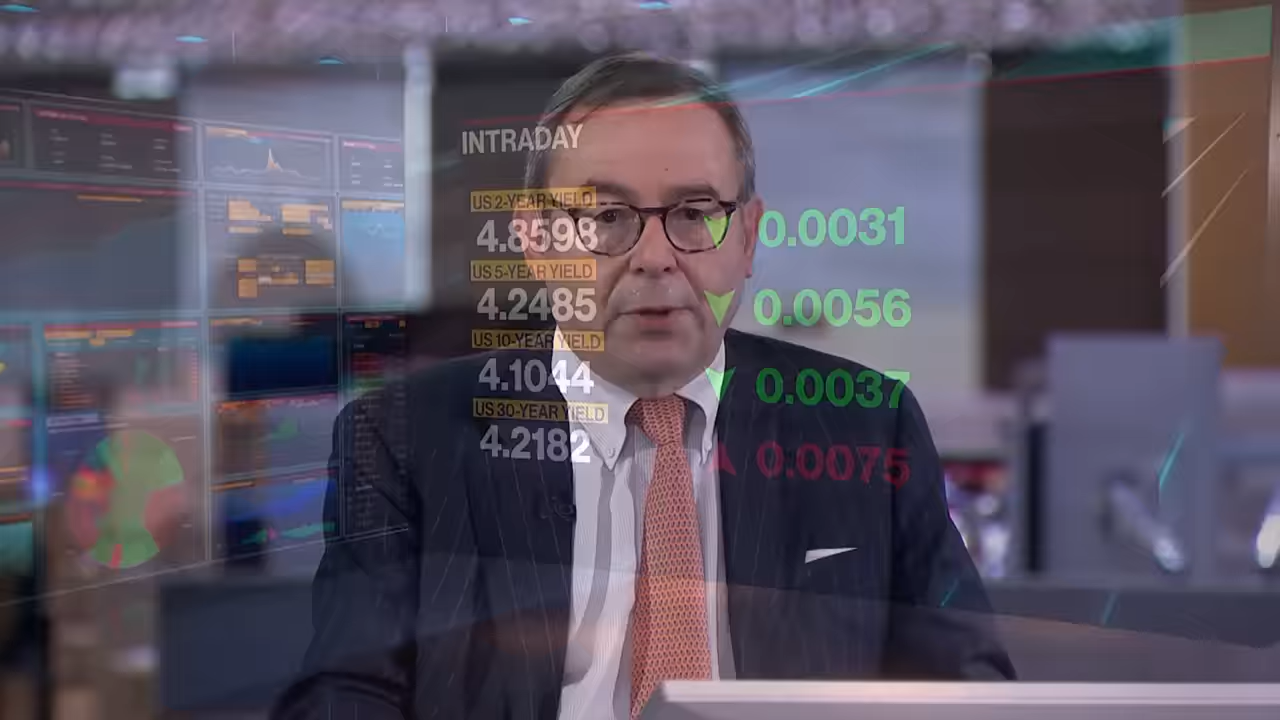 INTRADAY
US 2-YEAR YIELD
4.8598 0.0031
US 5-YEAR YIELD
4.2485 0.0056
US 10-YEAR YIELD
4.1044 0.0037
US 30-YEAR YIELD
4.2182 0.0075